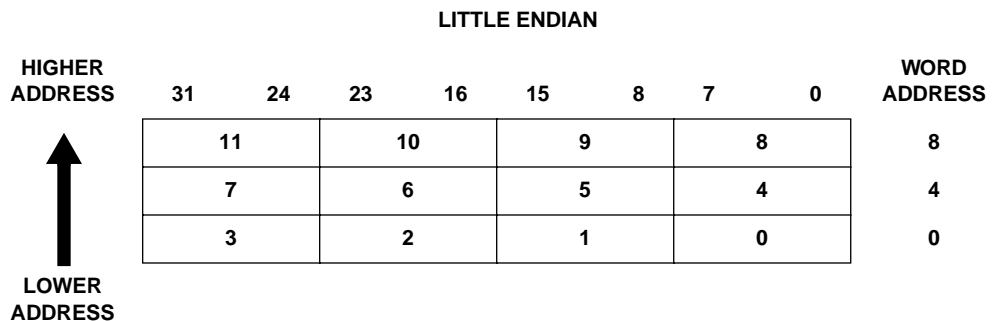 LITTLE ENDIAN
HIGHER ADDRESS 31 24 23 16 15 8 7 0 WORD ADDRESS
11 10 9 8 8
7 6 5 4 4
3 2 1 0 0
LOWER
ADDRESS